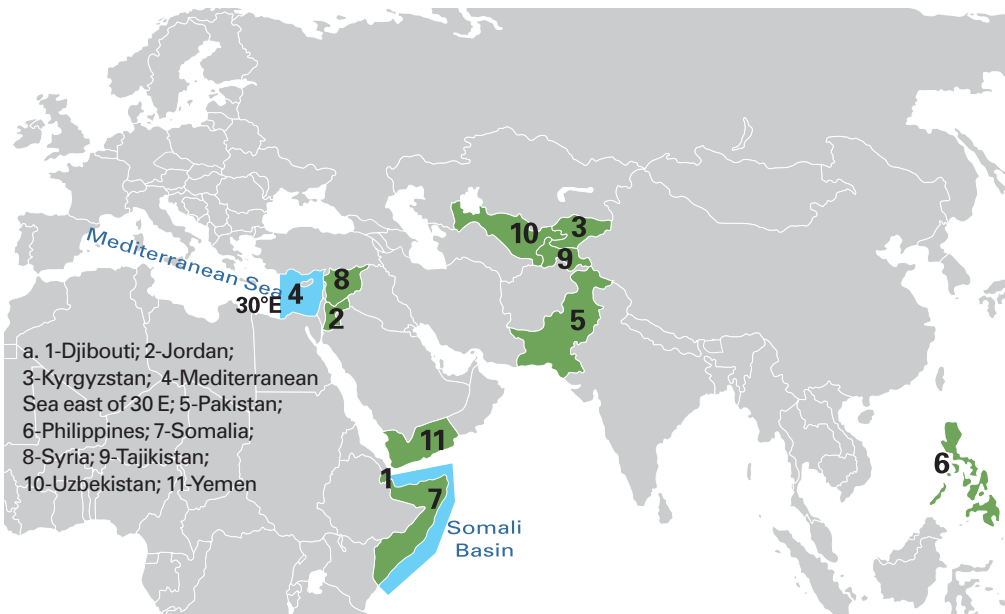 10
3
9
Mediterranean Sea
8
4
30°E
2
5
a. 1-Djibouti; 2-Jordan;
3-Kyrgyzstan; 4-Mediterranean
Sea east of 30 E; 5-Pakistan;
6-Philippines; 7-Somalia;
8-Syria; 9-Tajikistan;
10-Uzbekistan; 11-Yemen
11
6
1
7
Somali
Basin